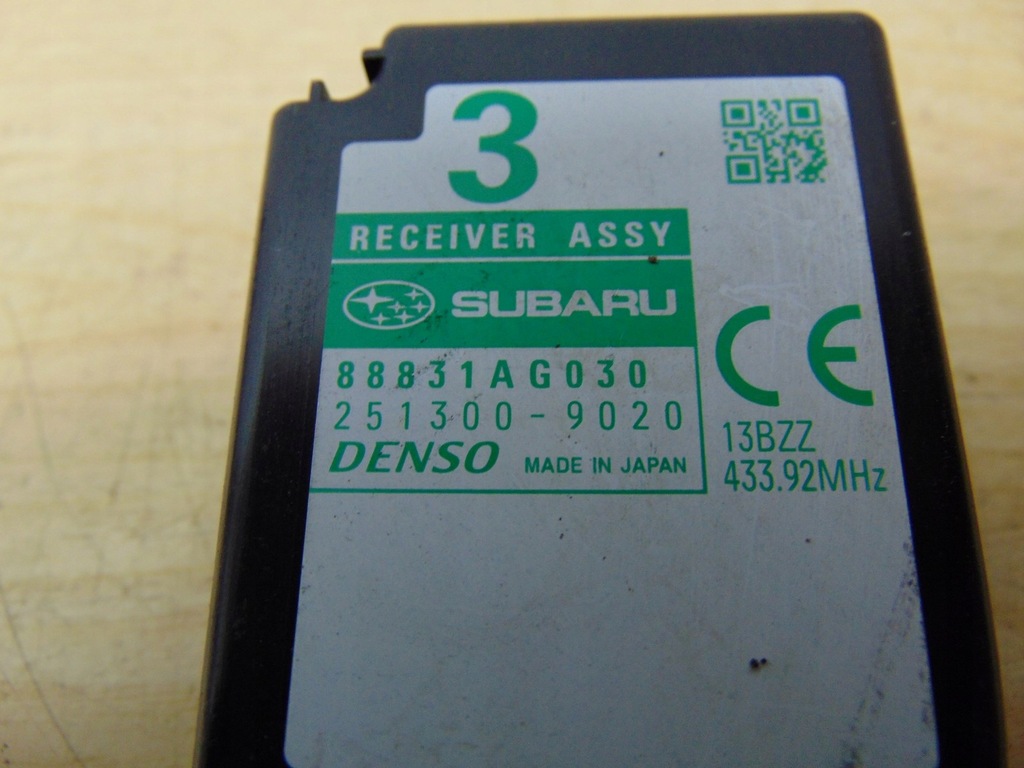 3
RECEIVER ASSY
SUBARU
88831AG030
251300-9020
DENSO MADE IN JAPAN
CE
13BZZ
433.92MHz